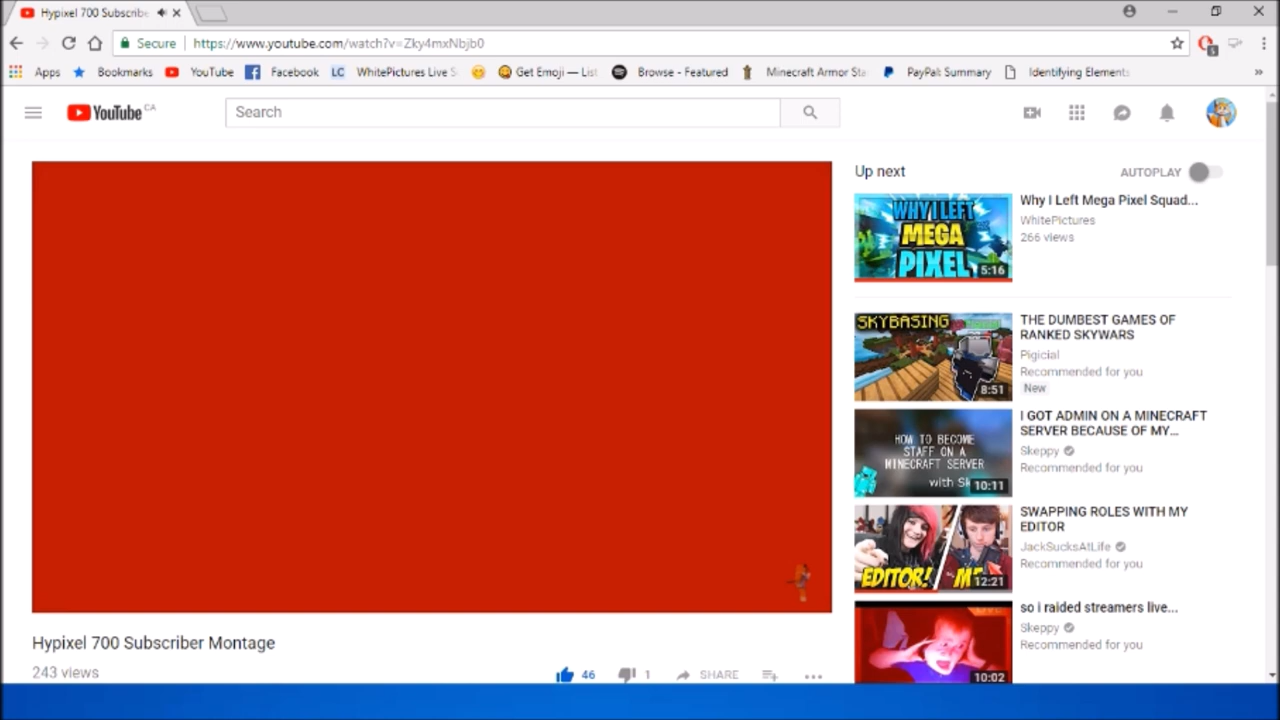 Hypixel 700 Subscribe
Secure
https://www.youtube.com/watch?v=Zky4mxNbjb0
5
Apps
Bookmarks
YouTube
Facebook
LC
WhitePictures Live S
Get Emoji — List
Browse - Featured
Minecraft Armor Sta
PayPal: Summary
Identifying Elements
»
YouTube CA
Search
Up next
AUTOPLAY
WHY I LEFT
MEGA
PIXEL
5:16
Why I Left Mega Pixel Squad...
WhitePictures
266 views
SKYBASING
8:51
THE DUMBEST GAMES OF
RANKED SKYWARS
Pigicial
Recommended for you
New
HOW TO BECOME
STAFF ON A
MINECRAFT SERVER
with Sk
10:11
I GOT ADMIN ON A MINECRAFT
SERVER BECAUSE OF MY...
Skeppy
Recommended for you
EDITOR!
ME
12:21
SWAPPING ROLES WITH MY
EDITOR
JackSucksAtLife
Recommended for you
10:02
so i raided streamers live...
Skeppy
Recommended for you
Hypixel 700 Subscriber Montage
243 views
46
1
SHARE